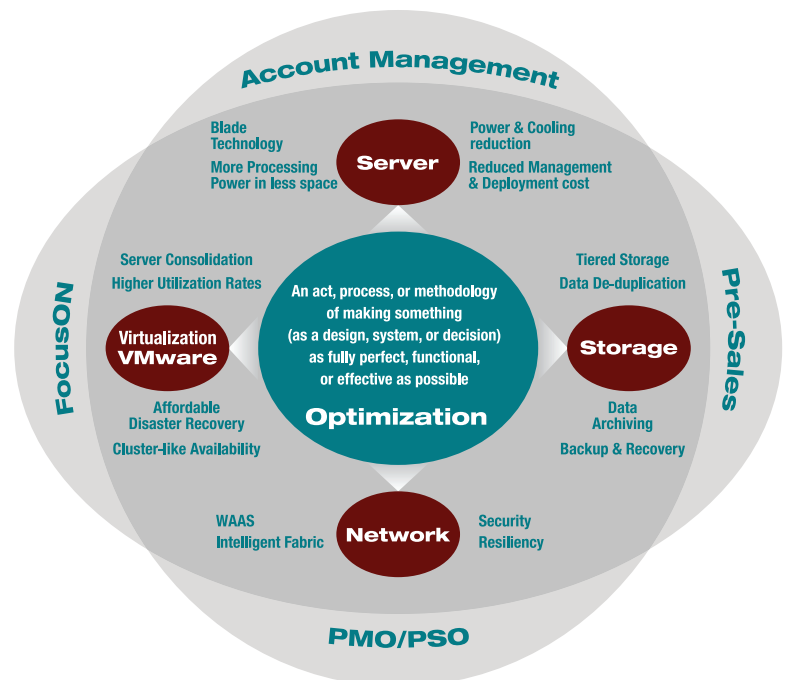 Account Management
Blade
Technology
More Processing
Power in less space
Server
Power & Cooling
reduction
Reduced Management
& Deployment cost
FocusON
Server Consolidation
Higher Utilization Rates
Virtualization
VMware
Affordable
Disaster Recovery
Cluster-like Availability
An act, process, or methodology
of making something
(as a design, system, or decision)
as fully perfect, functional,
or effective as possible
Optimization
Tiered Storage
Data De-duplication
Storage
Data
Archiving
Backup & Recovery
Pre-Sales
WAAS
Intelligent Fabric
Network
Security
Resiliency
PMO/PSO